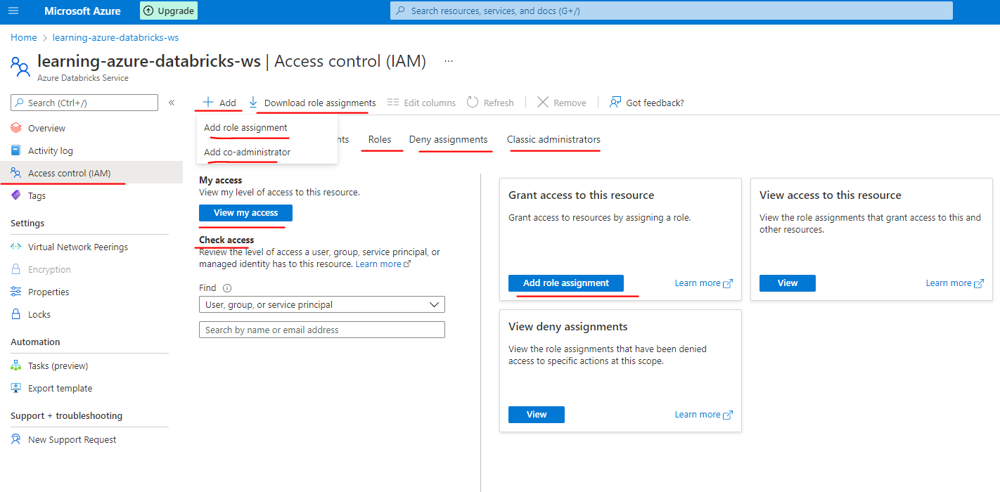 Microsoft Azure
Upgrade
Search resources, services, and docs (G+/)
Home > learning-azure-databricks-ws
learning-azure-databricks-ws | Access control (IAM) ...
Azure Databricks Service
Search (Ctrl+/)
«
Overview
Activity log
Access control (IAM)
Tags
Settings
Virtual Network Peerings
Encryption
Properties
Locks
Automation
Tasks (preview)
Export template
Support + troubleshooting
New Support Request
+ Add
Download role assignments
Edit columns
Refresh
Remove
Got feedback?
Add role assignment
Add co-administrator
nts
Roles
Deny assignments
Classic administrators
My access
View my level of access to this resource.
View my access
Check access
Review the level of access a user, group, service principal, or
managed identity has to this resource. Learn more
Find
User, group, or service principal
Search by name or email address
Grant access to this resource
Grant access to resources by assigning a role.
Add role assignment
Learn more
View access to this resource
View the role assignments that grant access to this and
other resources.
View
Learn more
View deny assignments
View the role assignments that have been denied
access to specific actions at this scope.
View
Learn more